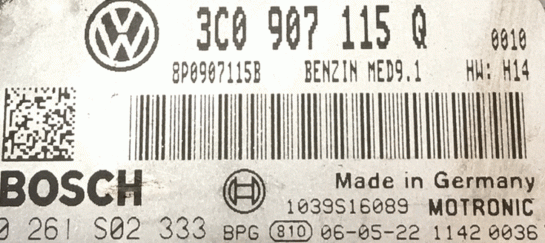 VW 3C0 907 115 Q 0010
8P0907115B BENZIN MED9.1 HW: H14
BOSCH Made in Germany
1039S16089 MOTRONIC
0 261 S02 333 BPG 810 06-05-22 1142 0036